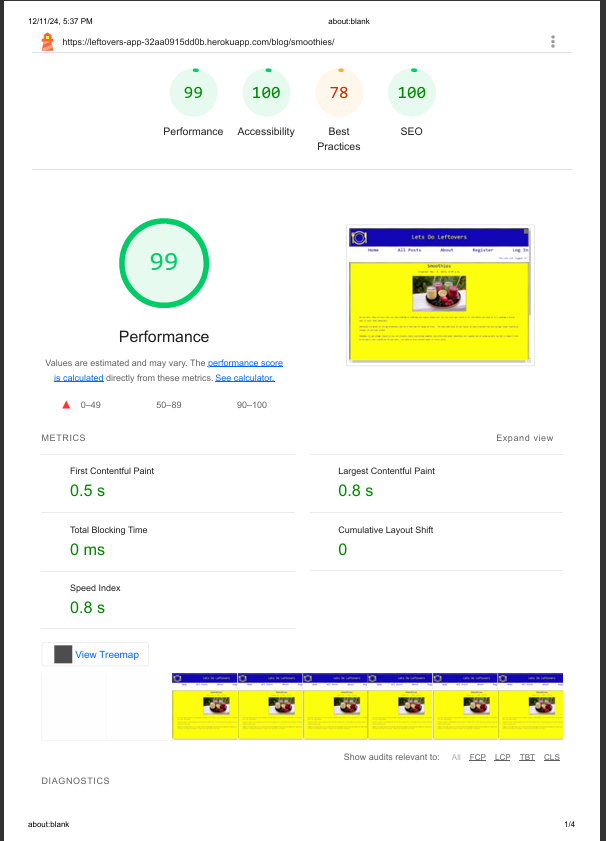 12/11/24, 5:37 PM about:blank
https://leftovers-app-32aa0915dd0b.herokuapp.com/blog/smoothies/
99 100 78 100
Performance Accessibility Best Practices SEO
99
Performance
Values are estimated and may vary. The performance score
is calculated directly from these metrics. See calculator.
0–49 50–89 90–100
Lets Do Leftovers
Home All Posts About Register Log In
Smoothies
METRICS Expand view
First Contentful Paint Largest Contentful Paint
0.5 s 0.8 s
Total Blocking Time Cumulative Layout Shift
0 ms 0
Speed Index
0.8 s
View Treemap
Show audits relevant to: All FCP LCP TBT CLS
DIAGNOSTICS
about:blank 1/4